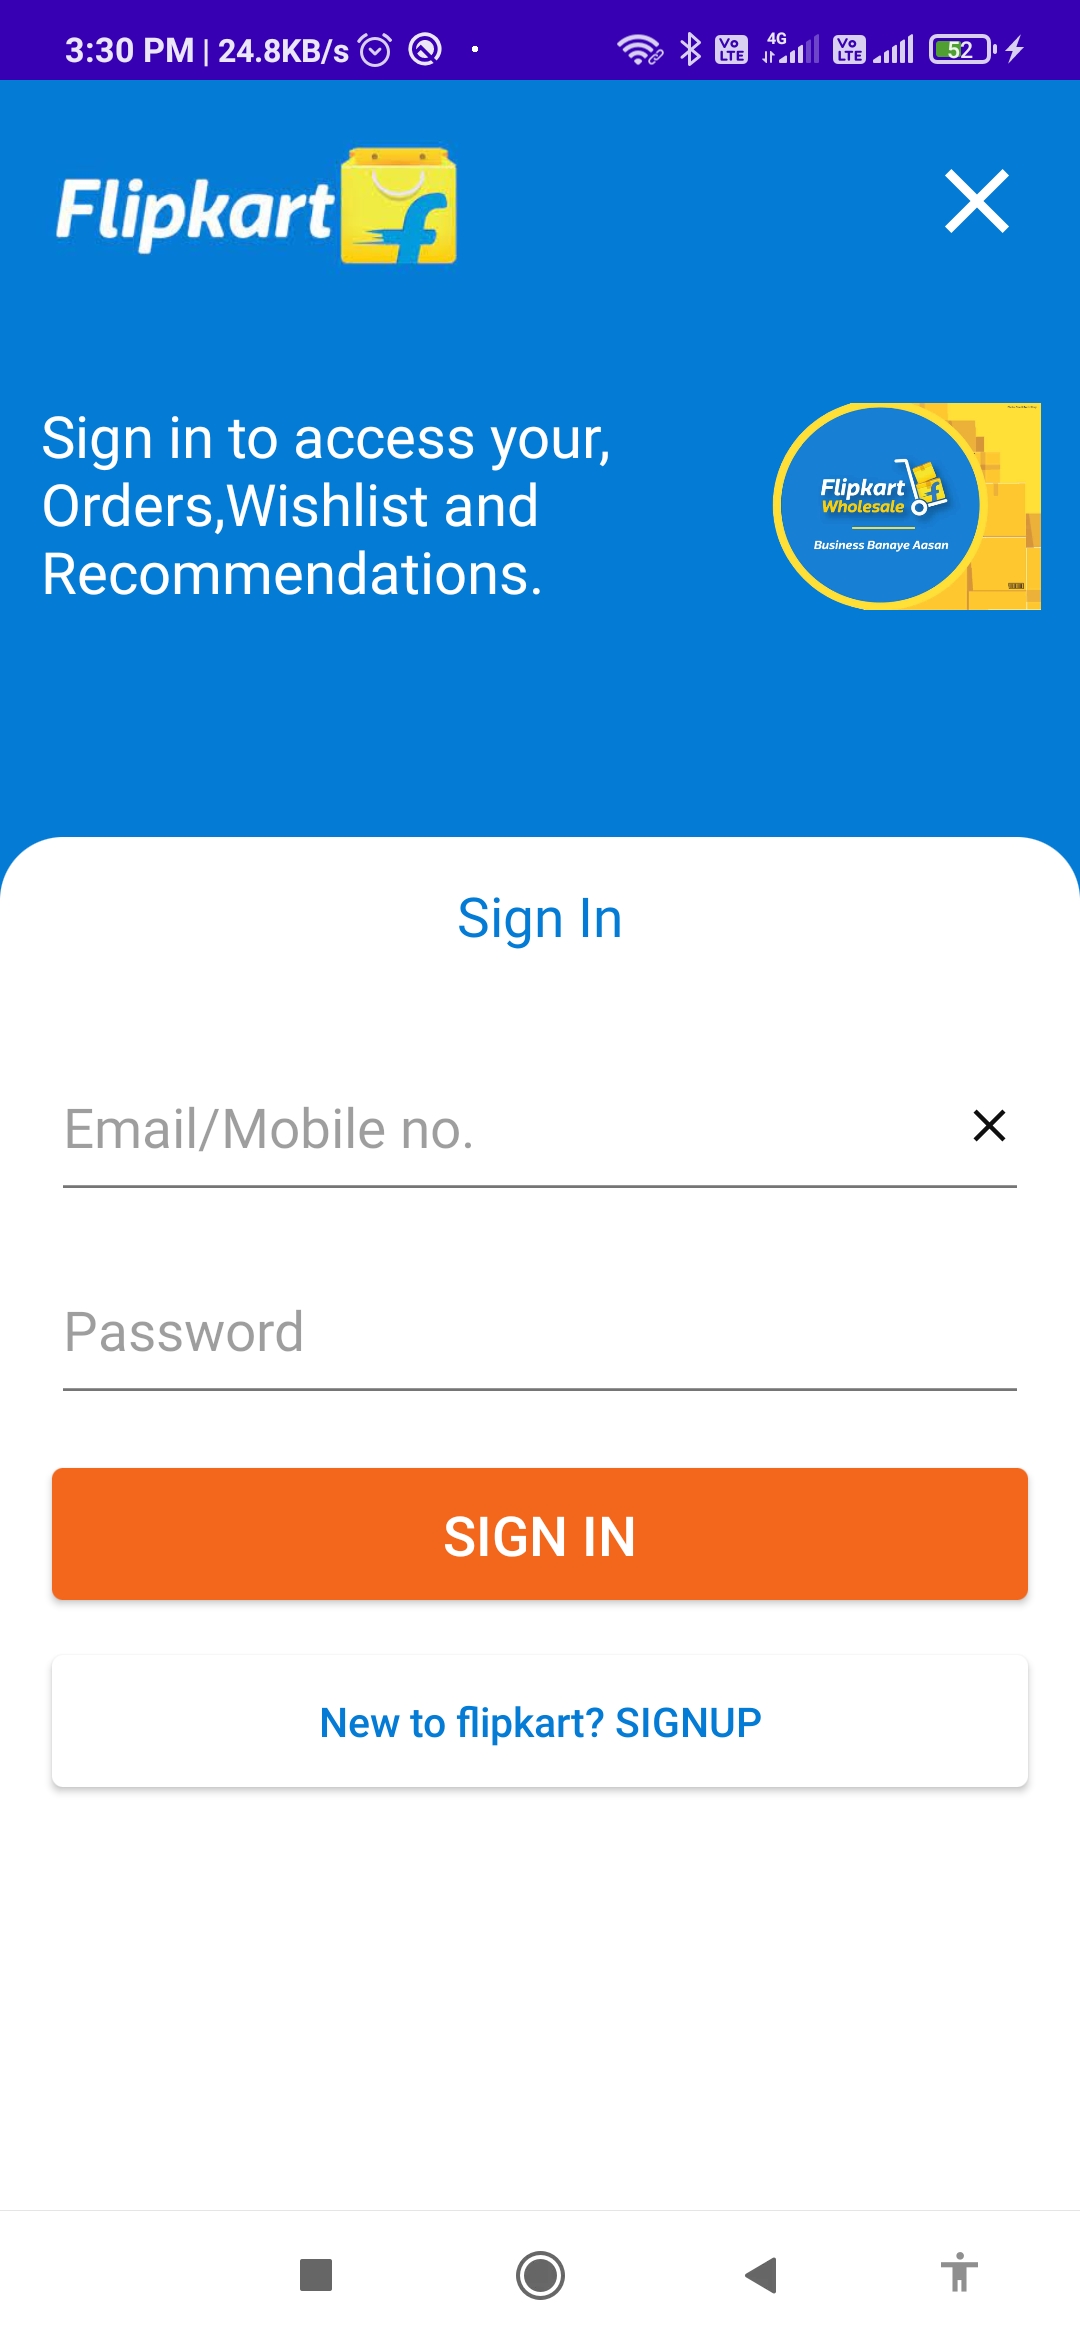 3:30 PM | 24.8KB/s
Vo LTE
4G
Vo LTE
52
Flipkart
Sign in to access your,
Orders,Wishlist and
Recommendations.
Flipkart
Wholesale
Business Banaye Aasan
Sign In
Email/Mobile no.
Password
SIGN IN
New to flipkart? SIGNUP